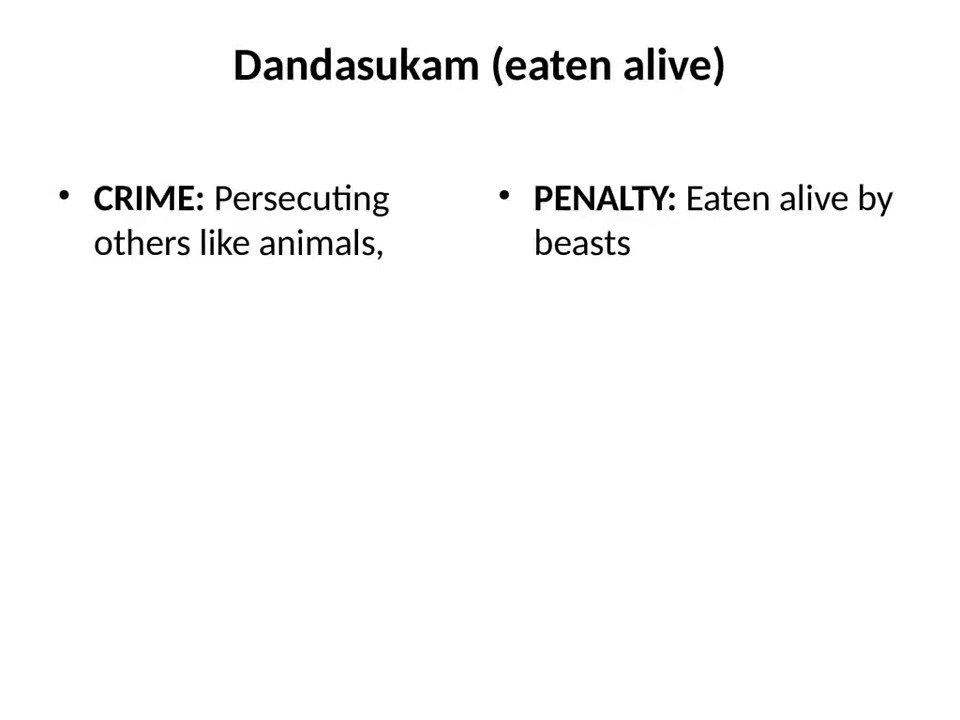 Dandasukam (eaten alive)
• CRIME: Persecuting
others like animals,
• PENALTY: Eaten alive by
beasts